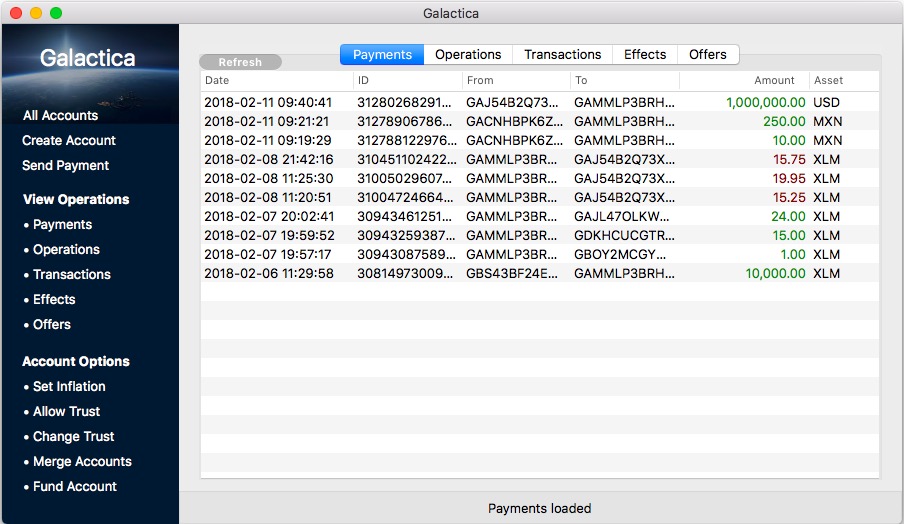 Galactica
Galactica
All Accounts
Create Account
Send Payment
View Operations
• Payments
• Operations
• Transactions
• Effects
• Offers
Account Options
• Set Inflation
• Allow Trust
• Change Trust
• Merge Accounts
• Fund Account
Refresh
Payments Operations Transactions Effects Offers
Date ID From To Amount Asset
2018-02-11 09:40:41 31280268291... GAJ54B2Q73... GAMMLP3BRH... 1,000,000.00 USD
2018-02-11 09:21:21 31278906786... GACNHBPK6Z... GAMMLP3BRH... 250.00 MXN
2018-02-11 09:19:29 312788122976... GACNHBPK6Z... GAMMLP3BRH... 10.00 MXN
2018-02-08 21:42:16 310451102422... GAMMLP3BR... GAJ54B2Q73X... 15.75 XLM
2018-02-08 11:25:30 31005029607... GAMMLP3BR... GAJ54B2Q73X... 19.95 XLM
2018-02-08 11:20:51 31004724664... GAMMLP3BR... GAJ54B2Q73X... 15.25 XLM
2018-02-07 20:02:41 30943461251... GAMMLP3BR... GAJL47OLKW... 24.00 XLM
2018-02-07 19:59:52 30943259387... GAMMLP3BR... GDKHCUCGTR... 15.00 XLM
2018-02-07 19:57:17 30943087589... GAMMLP3BR... GBOY2MCGY... 1.00 XLM
2018-02-06 11:29:58 30814973009... GBS43BF24E... GAMMLP3BRH... 10,000.00 XLM
Payments loaded